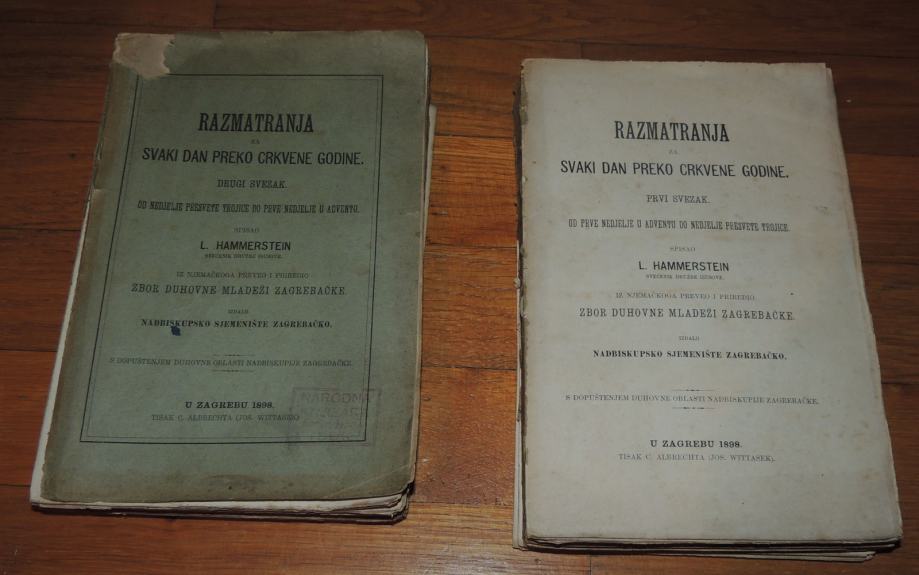 RAZMATRANJA
ZA
SVAKI DAN PREKO CRKVENE GODINE.
DRUGI SVEZAK.
OD NEDJELJE PRESVETE TROJICE DO PRVE NEDJELJE U ADVENTU.
SPISAO
L. HAMMERSTEIN
SVEĆENIK DRUŽBE ISUSOVE.
IZ NJEMAČKOGA PREVEO I PRIREDIO
ZBOR DUHOVNE MLADEŽI ZAGREBAČKE.
IZDALO
NADBISKUPSKO SJEMENIŠTE ZAGREBAČKO.
S DOPUŠTENJEM DUHOVNE OBLASTI NADBISKUPIJE ZAGREBAČKE.
U ZAGREBU 1898.
TISAK C. ALBRECHTA (JOS. WITTASEK)
NARODNA
RAZMATRANJA
ZA
SVAKI DAN PREKO CRKVENE GODINE.
PRVI SVEZAK.
OD PRVE NEDJELJE U ADVENTU DO NEDJELJE PRESVETE TROJICE.
SPISAO
L. HAMMERSTEIN
SVEĆENIK DRUŽBE ISUSOVE.
IZ NJEMAČKOGA PREVEO I PRIREDIO
ZBOR DUHOVNE MLADEŽI ZAGREBAČKE.
IZDALO
NADBISKUPSKO SJEMENIŠTE ZAGREBAČKO.
S DOPUŠTENJEM DUHOVNE OBLASTI NADBISKUPIJE ZAGREBAČKE.
U ZAGREBU 1898.
TISAK C. ALBRECHTA (JOS. WITTASEK).